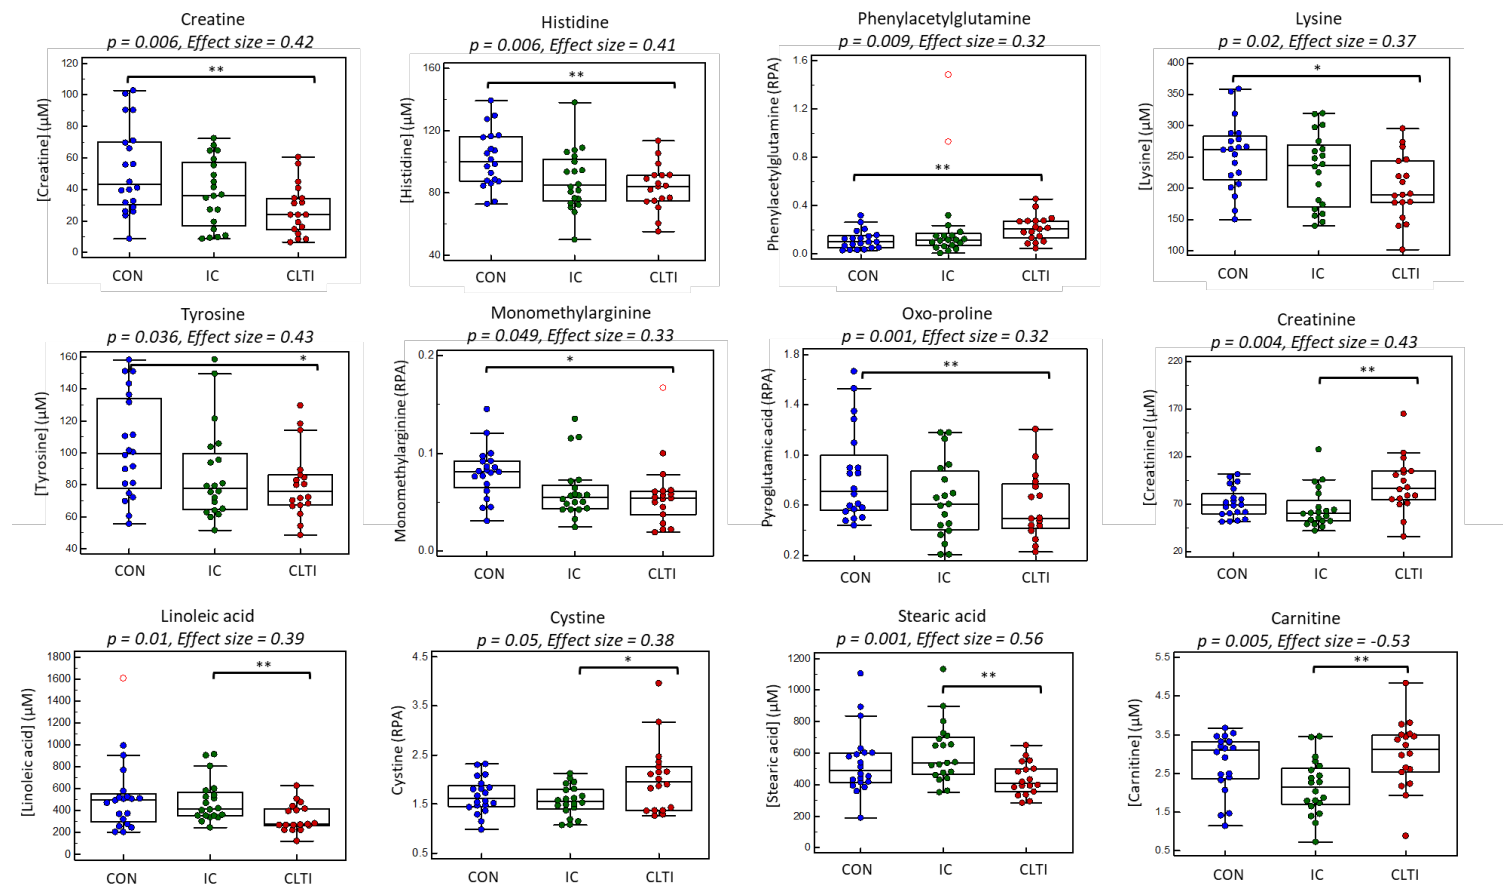 Creatine
p = 0.006, Effect size = 0.42
[Creatine] (µM)
120
100
80
60
40
20
0
**
CON IC CLTI
Histidine
p = 0.006, Effect size = 0.41
[Histidine] (µM)
160
120
80
40
**
CON IC CLTI
Phenylacetylglutamine
p = 0.009, Effect size = 0.32
Phenylacetylglutamine (RPA)
1.6
1.2
0.8
0.4
0.0
**
CON IC CLTI
Lysine
p = 0.02, Effect size = 0.37
[Lysine] (µM)
400
350
300
250
200
150
100
*
CON IC CLTI
Tyrosine
p = 0.036, Effect size = 0.43
[Tyrosine] (µM)
160
140
120
100
80
60
40
*
CON IC CLTI
Monomethylarginine
p = 0.049, Effect size = 0.33
Monomethylarginine (RPA)
0.2
0.1
0.0
*
CON IC CLTI
Oxo-proline
p = 0.001, Effect size = 0.32
Pyroglutamic acid (RPA)
1.8
1.4
1.0
0.6
0.2
**
CON IC CLTI
Creatinine
p = 0.004, Effect size = 0.43
[Creatinine] (µM)
220
170
120
70
20
**
CON IC CLTI
Linoleic acid
p = 0.01, Effect size = 0.39
[Linoleic acid] (µM)
1800
1600
1400
1200
1000
800
600
400
200
0
**
CON IC CLTI
Cystine
p = 0.05, Effect size = 0.38
Cystine (RPA)
4.5
3.5
2.5
1.5
0.5
*
CON IC CLTI
Stearic acid
p = 0.001, Effect size = 0.56
[Stearic acid] (µM)
1200
1000
800
600
400
200
0
**
CON IC CLTI
Carnitine
p = 0.005, Effect size = -0.53
[Carnitine] (µM)
5.5
4.5
3.5
2.5
1.5
0.5
**
CON IC CLTI